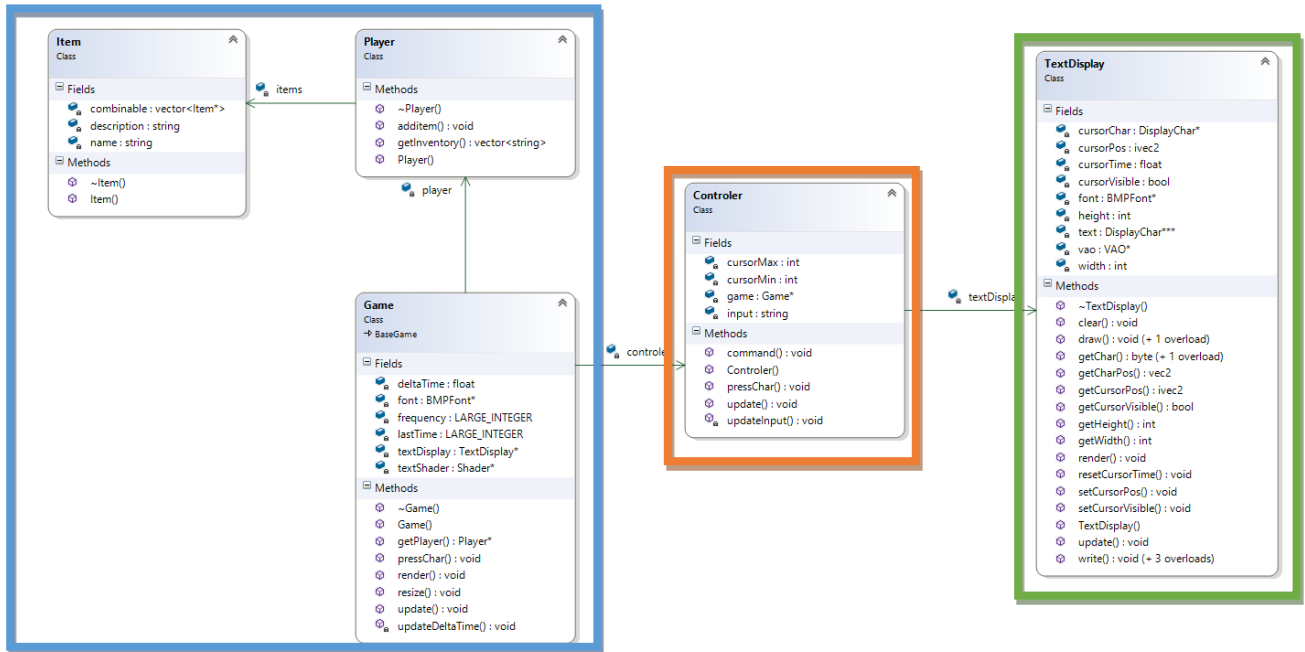 Item
Class
Fields
combinable : vector<Item*>
description : string
name : string
Methods
~Item()
Item()
items
Player
Class
Methods
~Player()
additem() : void
getInventory() : vector<string>
Player()
player
Game
Class
BaseGame
Fields
deltaTime : float
font : BMPFont*
frequency : LARGE_INTEGER
lastTime : LARGE_INTEGER
textDisplay : TextDisplay*
textShader : Shader*
Methods
~Game()
Game()
getPlayer() : Player*
pressChar() : void
render() : void
resize() : void
update() : void
updateDeltaTime() : void
controle
Controler
Class
Fields
cursorMax : int
cursorMin : int
game : Game*
input : string
Methods
command() : void
Controler()
pressChar() : void
update() : void
updateInput() : void
textDispla
TextDisplay
Class
Fields
cursorChar : DisplayChar*
cursorPos : ivec2
cursorTime : float
cursorVisible : bool
font : BMPFont*
height : int
text : DisplayChar***
vao : VAO*
width : int
Methods
~TextDisplay()
clear() : void
draw() : void (+ 1 overload)
getChar() : byte (+ 1 overload)
getCharPos() : vec2
getCursorPos() : ivec2
getCursorVisible() : bool
getHeight() : int
getWidth() : int
render() : void
resetCursorTime() : void
setCursorPos() : void
setCursorVisible() : void
TextDisplay()
update() : void
write() : void (+ 3 overloads)